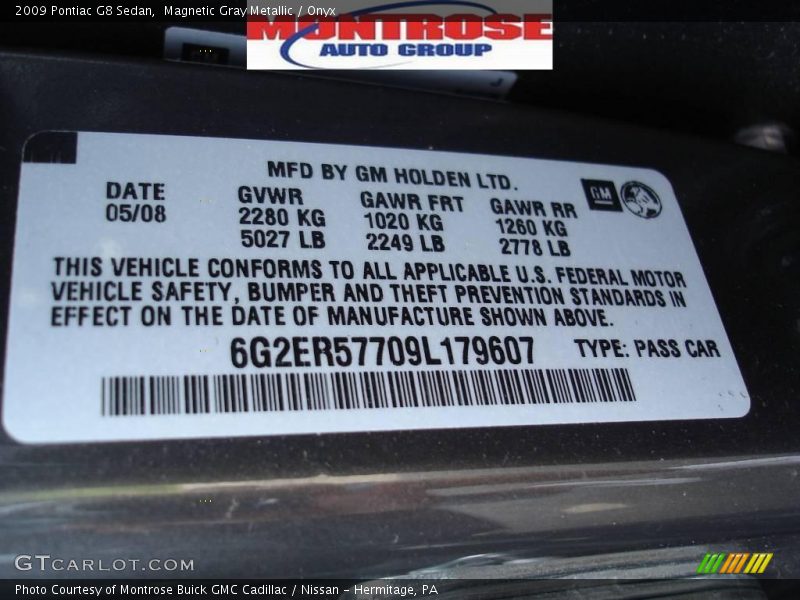 2009 Pontiac G8 Sedan, Magnetic Gray Metallic / Onyx
MONTROSE
AUTO GROUP
MFD BY GM HOLDEN LTD.
DATE GVWR GAWR FRT GAWR RR
05/08 2280 KG 1020 KG 1260 KG
5027 LB 2249 LB 2778 LB
GM
THIS VEHICLE CONFORMS TO ALL APPLICABLE U.S. FEDERAL MOTOR
VEHICLE SAFETY, BUMPER AND THEFT PREVENTION STANDARDS IN
EFFECT ON THE DATE OF MANUFACTURE SHOWN ABOVE.
6G2ER57709L179607 TYPE: PASS CAR
GTCARLOT.COM
Photo Courtesy of Montrose Buick GMC Cadillac / Nissan - Hermitage, PA